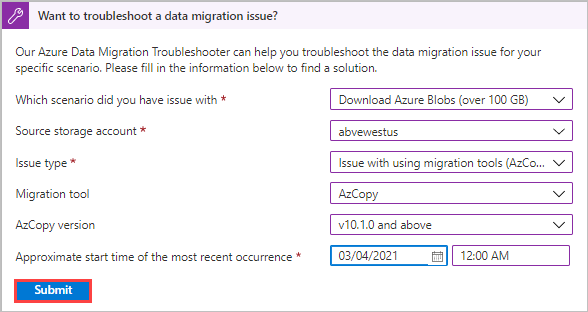 Want to troubleshoot a data migration issue?
Our Azure Data Migration Troubleshooter can help you troubleshoot the data migration issue for your
specific scenario. Please fill in the information below to find a solution.
Which scenario did you have issue with * Download Azure Blobs (over 100 GB)
Source storage account * abvewestus
Issue type * Issue with using migration tools (AzCo...
Migration tool AzCopy
AzCopy version v10.1.0 and above
Approximate start time of the most recent occurrence * 03/04/2021 12:00 AM
Submit